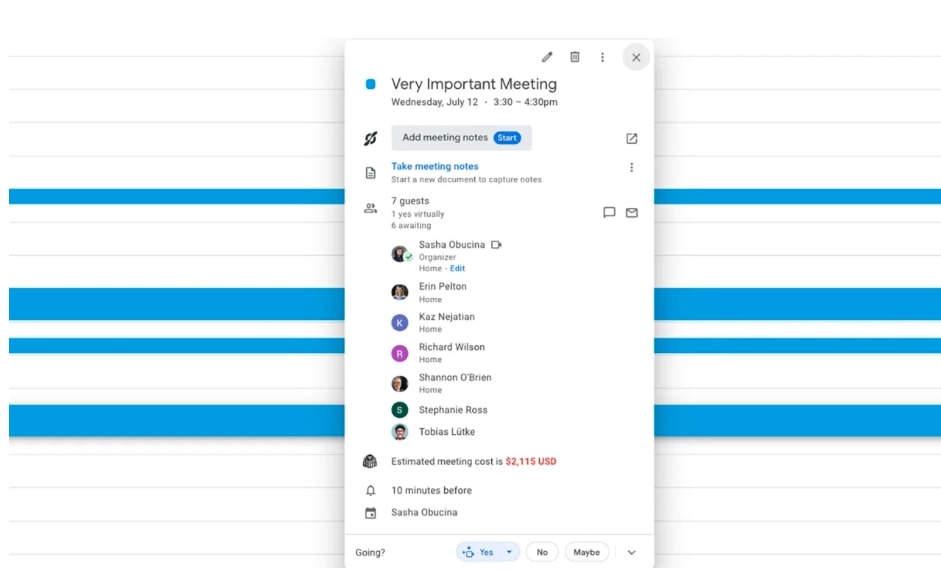 Very Important Meeting
Wednesday, July 12 · 3:30 – 4:30pm
Add meeting notes Start
Take meeting notes
Start a new document to capture notes
7 guests
1 yes virtually
6 awaiting
Sasha Obucina
Organizer
Home - Edit
Erin Pelton
Home
K
Kaz Nejatian
Home
R
Richard Wilson
Home
Shannon O'Brien
Home
S
Stephanie Ross
Tobias Lütke
Estimated meeting cost is $2,115 USD
10 minutes before
Sasha Obucina
Going? Yes No Maybe